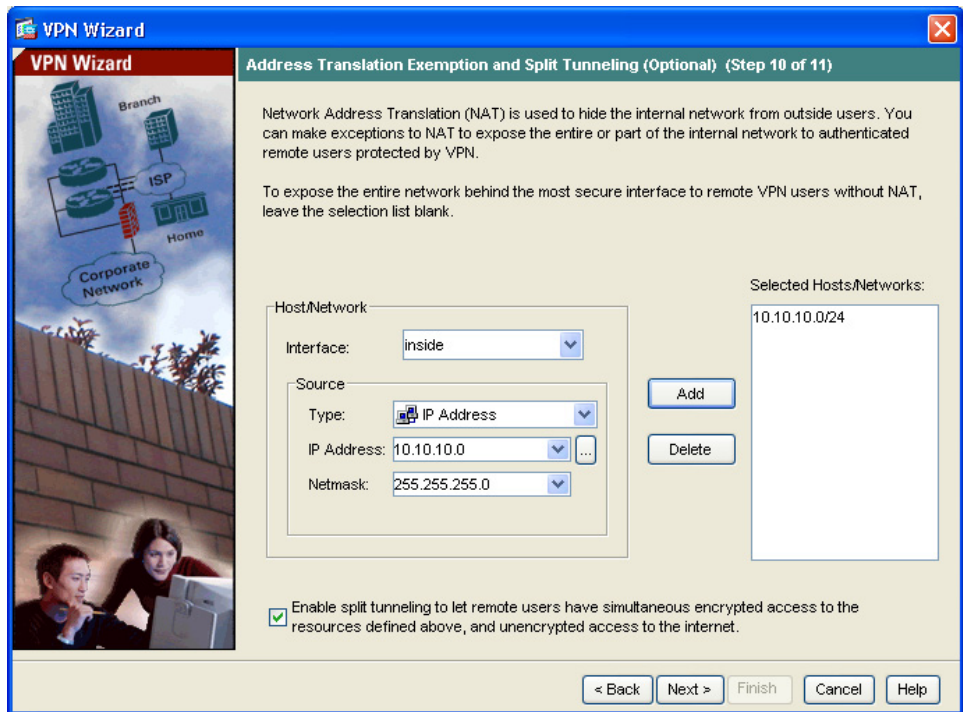 VPN Wizard
VPN Wizard
Branch
ISP
Home
Corporate
Network
Address Translation Exemption and Split Tunneling (Optional) (Step 10 of 11)
Network Address Translation (NAT) is used to hide the internal network from outside users. You
can make exceptions to NAT to expose the entire or part of the internal network to authenticated
remote users protected by VPN.
To expose the entire network behind the most secure interface to remote VPN users without NAT,
leave the selection list blank.
Host/Network
Interface: inside
Source
Type: IP Address
IP Address: 10.10.10.0 ...
Netmask: 255.255.255.0
Add
Delete
Selected Hosts/Networks:
10.10.10.0/24
Enable split tunneling to let remote users have simultaneous encrypted access to the
resources defined above, and unencrypted access to the internet.
< Back Next > Finish Cancel Help